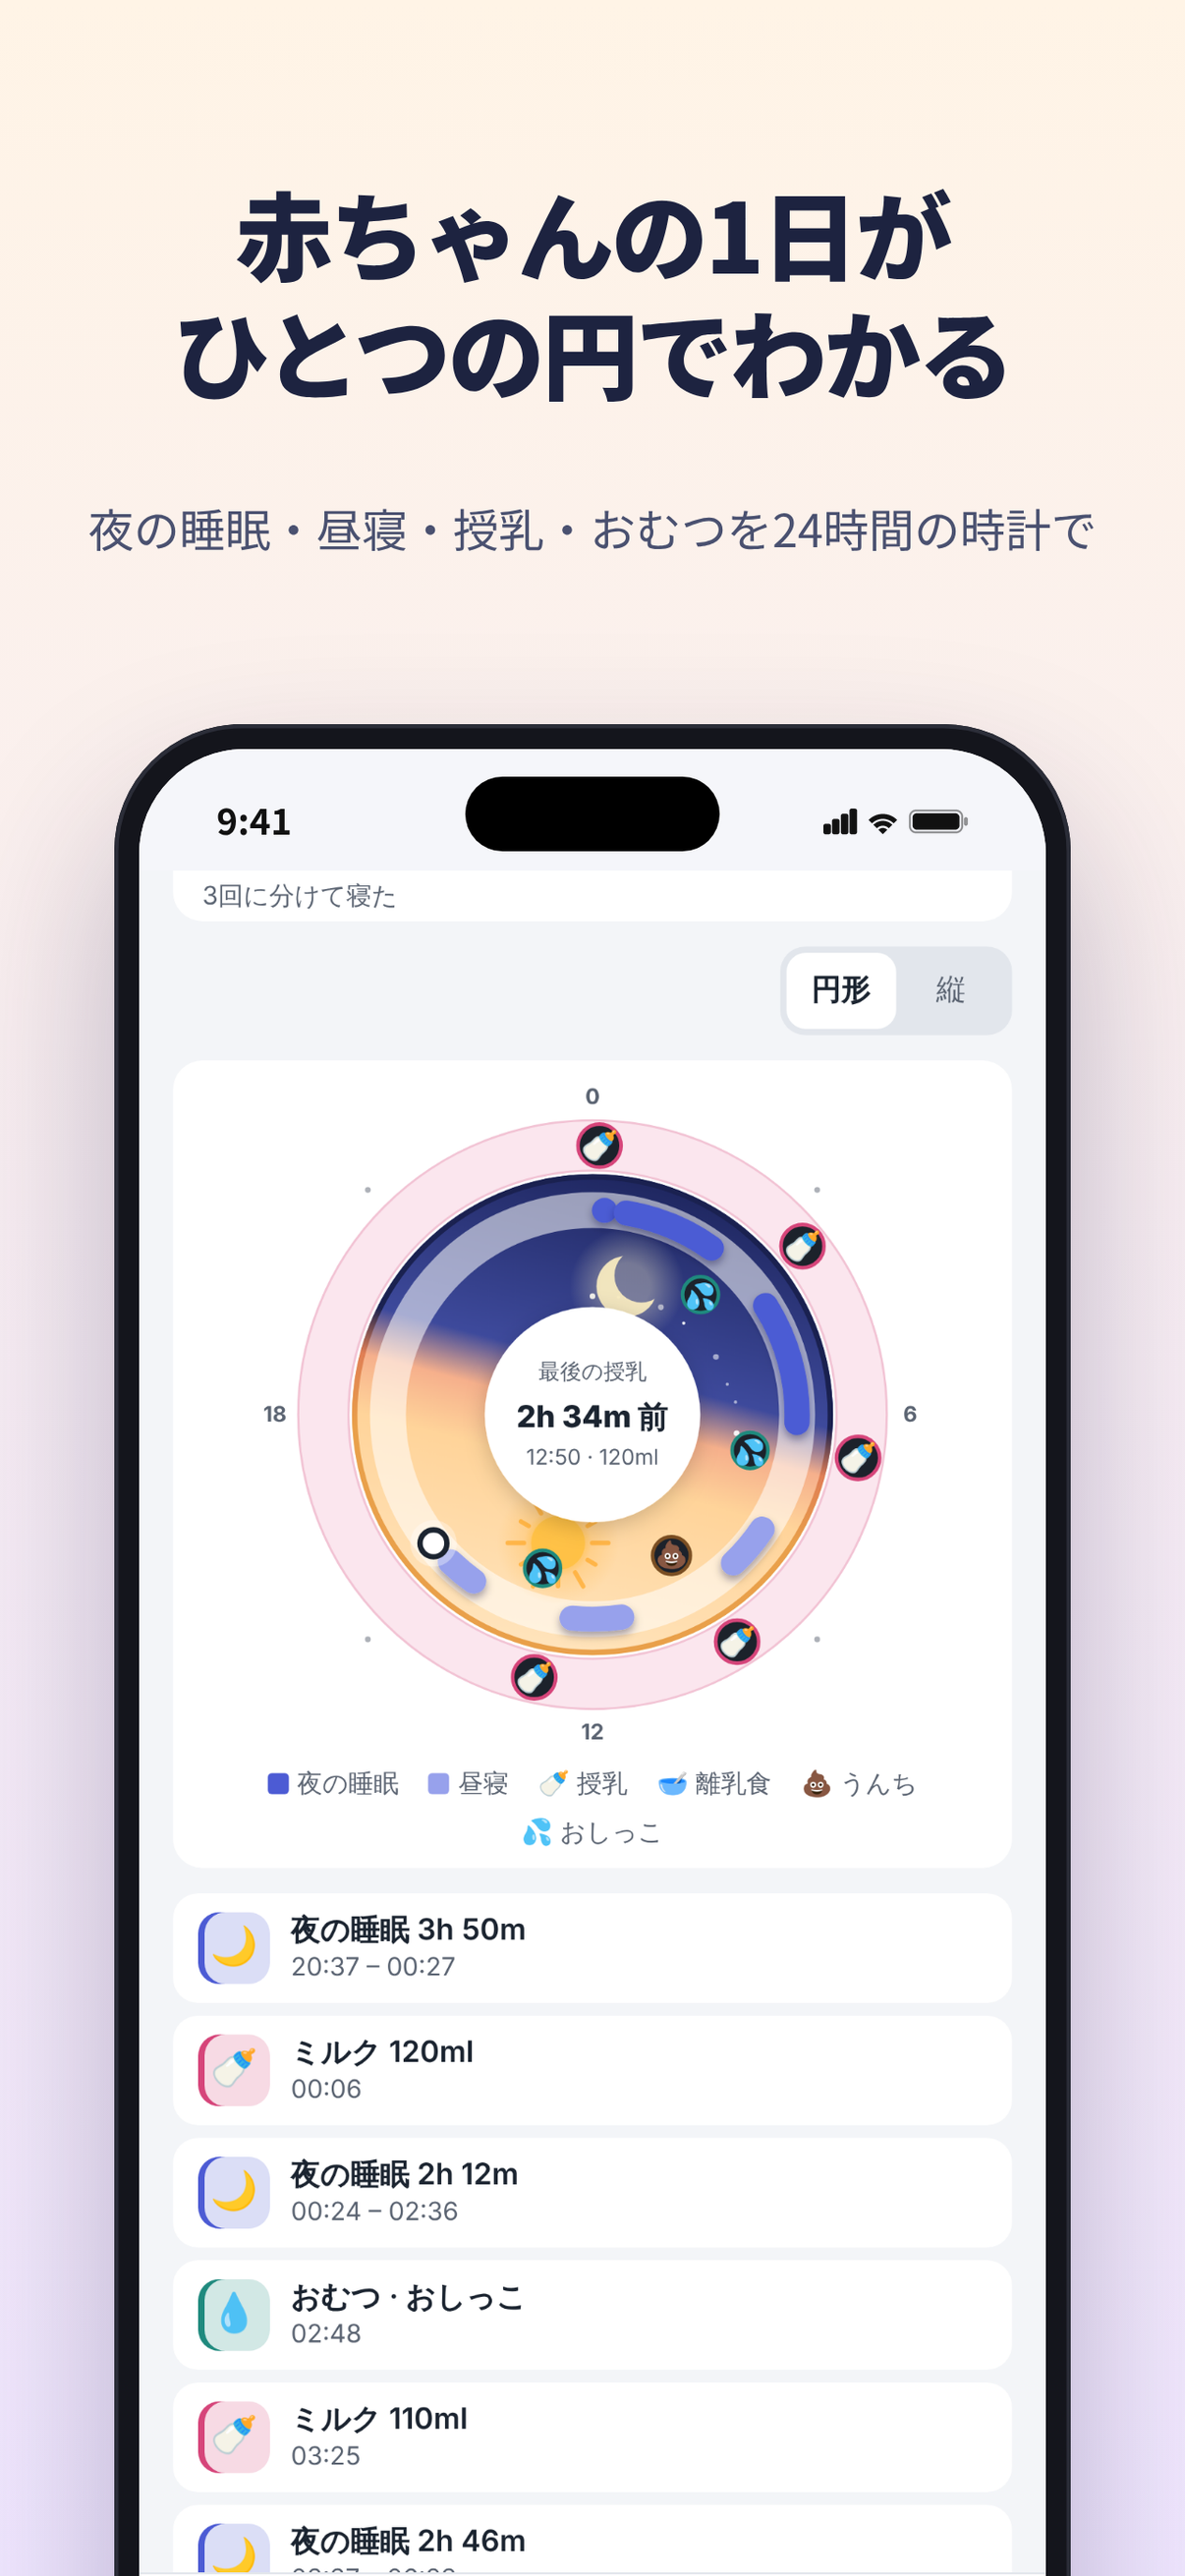 赤ちゃんの1日が
ひとつの円でわかる
夜の睡眠・昼寝・授乳・おむつを24時間の時計で
9:41
3回に分けて寝た
円形 縦
0
18
6
最後の授乳
2h 34m 前
12:50 · 120ml
12
夜の睡眠 昼寝 授乳 離乳食 うんち
おしっこ
夜の睡眠 3h 50m
20:37 – 00:27
ミルク 120ml
00:06
夜の睡眠 2h 12m
00:24 – 02:36
おむつ · おしっこ
02:48
ミルク 110ml
03:25
夜の睡眠 2h 46m